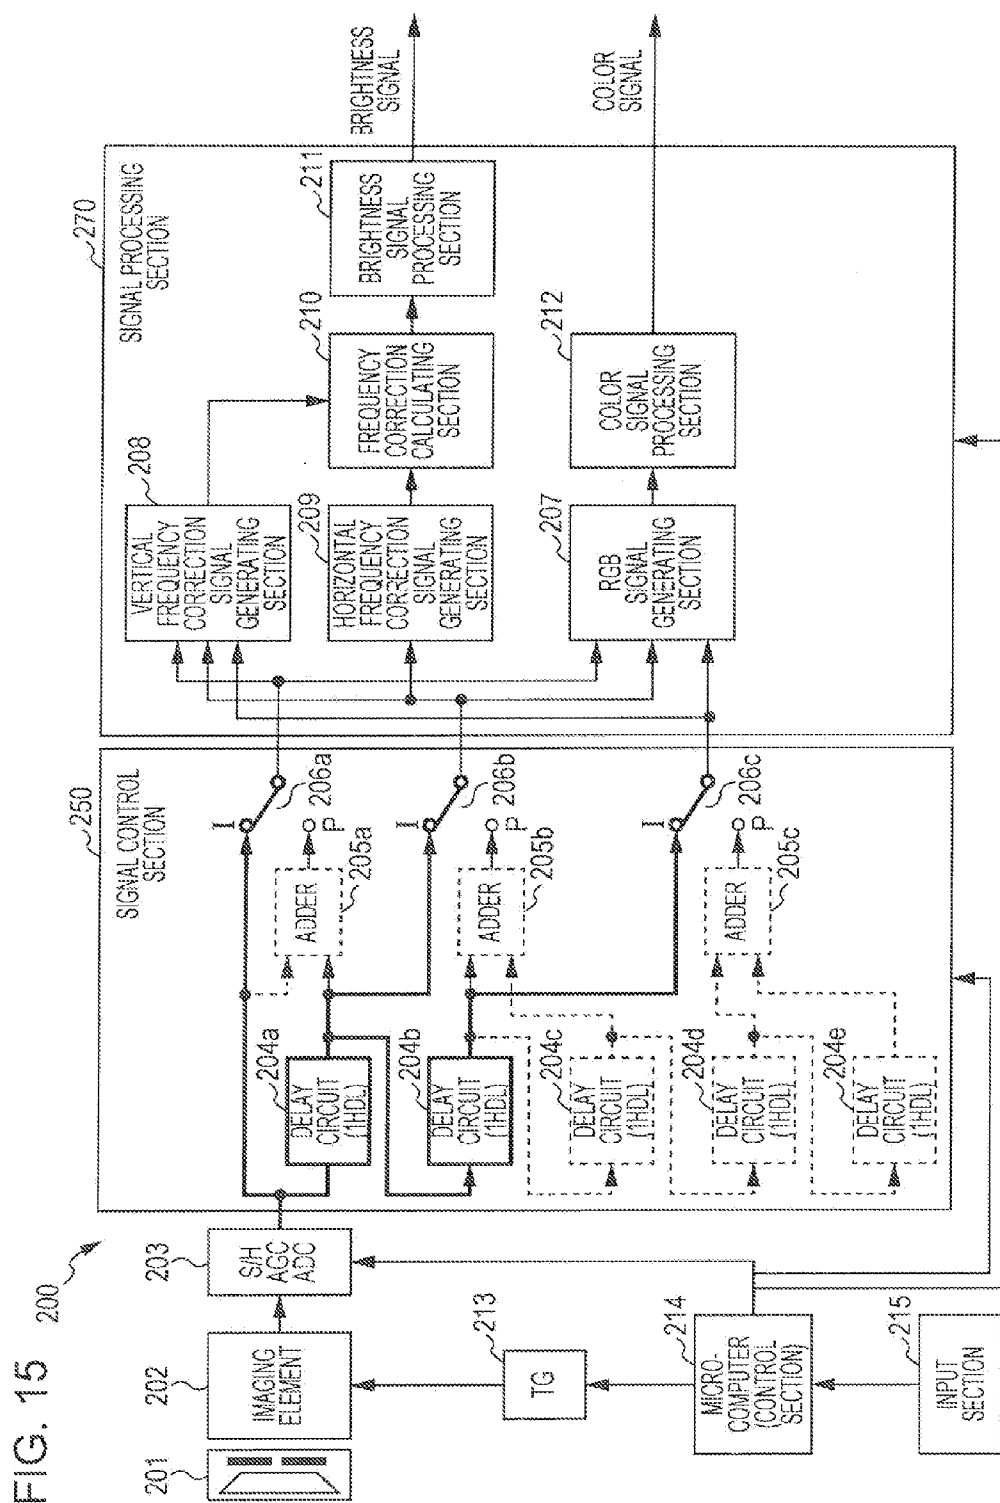 FIG. 15
200
201
202
IMAGING
ELEMENT
203
S/H
AGC
ADC
213
TG
214
MICRO-
COMPUTER
(CONTROL
SECTION)
215
INPUT
SECTION
250
SIGNAL CONTROL
SECTION
204a
DELAY
CIRCUIT
(1HDL)
204b
DELAY
CIRCUIT
(1HDL)
204c
DELAY
CIRCUIT
(1HDL)
204d
DELAY
CIRCUIT
(1HDL)
204e
DELAY
CIRCUIT
(1HDL)
ADDER
205a
ADDER
205b
ADDER
205c
I
P
206a
I
P
206b
I
P
206c
270
SIGNAL PROCESSING
SECTION
208
VERTICAL
FREQUENCY
CORRECTION
SIGNAL
GENERATING
SECTION
209
HORIZONTAL
FREQUENCY
CORRECTION
SIGNAL
GENERATING
SECTION
207
RGB
SIGNAL
GENERATING
SECTION
210
FREQUENCY
CORRECTION
CALCULATING
SECTION
212
COLOR
SIGNAL
PROCESSING
SECTION
211
BRIGHTNESS
SIGNAL
PROCESSING
SECTION
BRIGHTNESS
SIGNAL
COLOR
SIGNAL